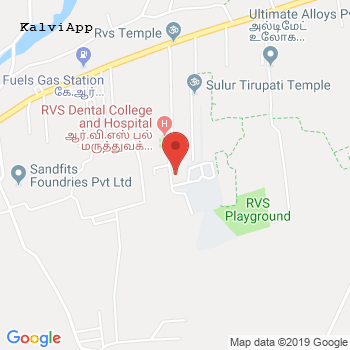 KalviApp
Rvs Temple
Ultimate Alloys P
அல்டிமேட்
உலோக...
Fuels Gas Station
கே.ஆர்
Sulur Tirupati Temple
RVS Dental College
and Hospital
ஆர்.வி.எஸ் பல்
மருத்துவக்...
Sandfits
Foundries Pvt Ltd
RVS
Playground
Google
Map data ©2019 Google